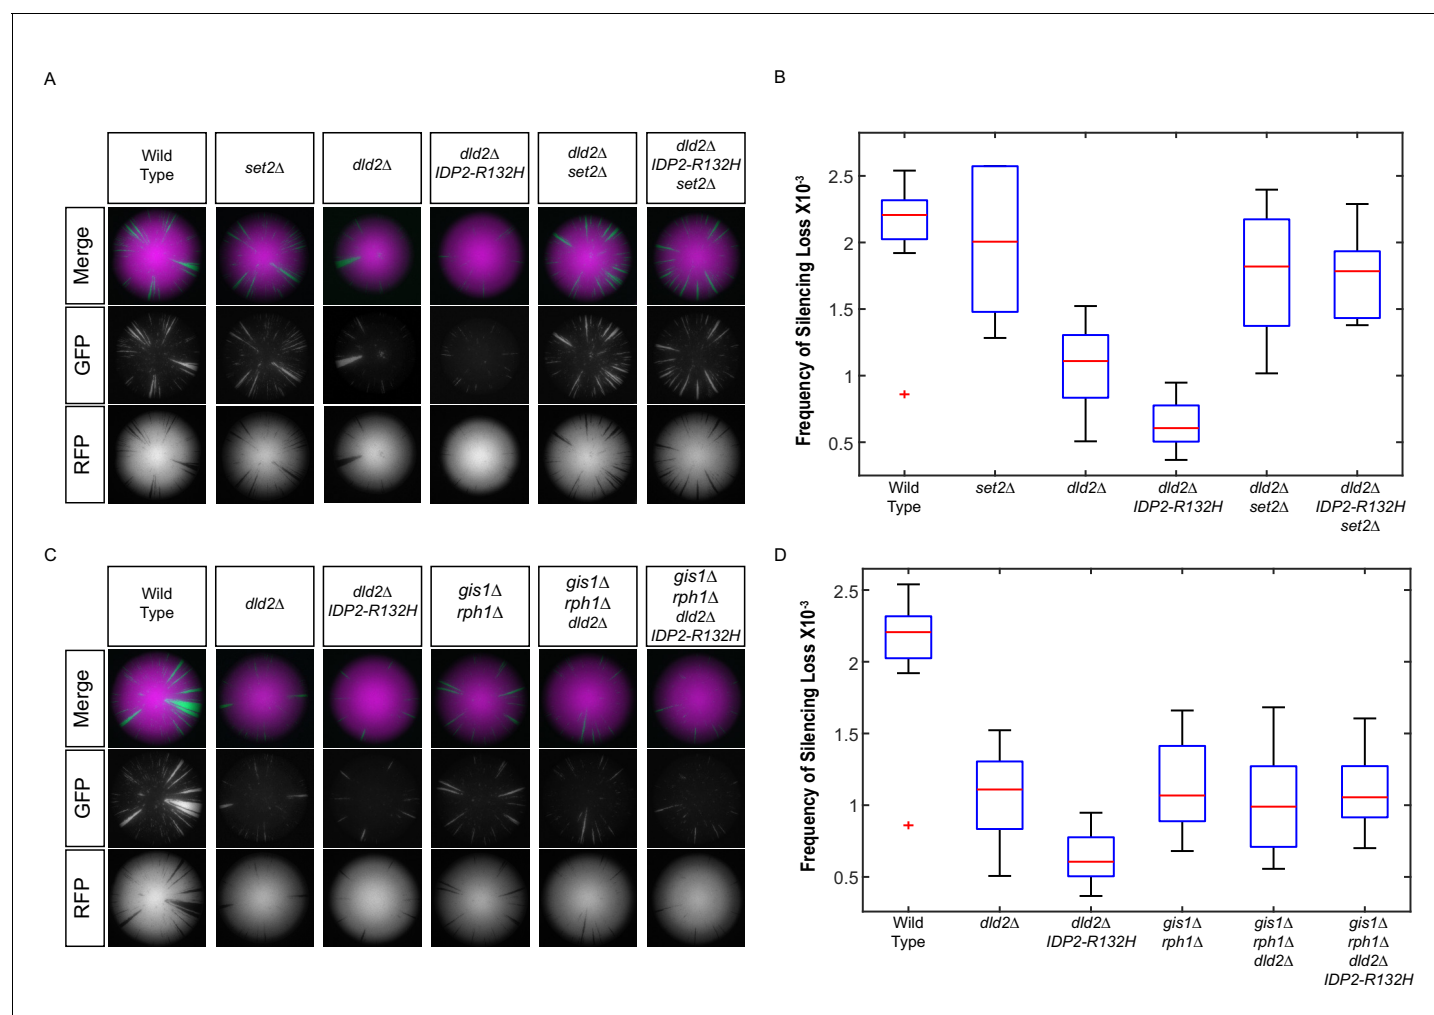 A
Wild
Type
set2Δ
dld2Δ
dld2Δ
IDP2-R132H
dld2Δ
set2Δ
dld2Δ
IDP2-R132H
set2Δ
Merge
GFP
RFP
B
Frequency of Silencing Loss X10-3
2.5
2
1.5
1
0.5
Wild
Type
set2Δ
dld2Δ
dld2Δ
IDP2-R132H
dld2Δ
set2Δ
dld2Δ
IDP2-R132H
set2Δ
C
Wild
Type
dld2Δ
dld2Δ
IDP2-R132H
gis1Δ
rph1Δ
gis1Δ
rph1Δ
dld2Δ
gis1Δ
rph1Δ
dld2Δ
IDP2-R132H
Merge
GFP
RFP
D
Frequency of Silencing Loss X10-3
2.5
2
1.5
1
0.5
Wild
Type
dld2Δ
dld2Δ
IDP2-R132H
gis1Δ
rph1Δ
gis1Δ
rph1Δ
dld2Δ
gis1Δ
rph1Δ
dld2Δ
IDP2-R132H